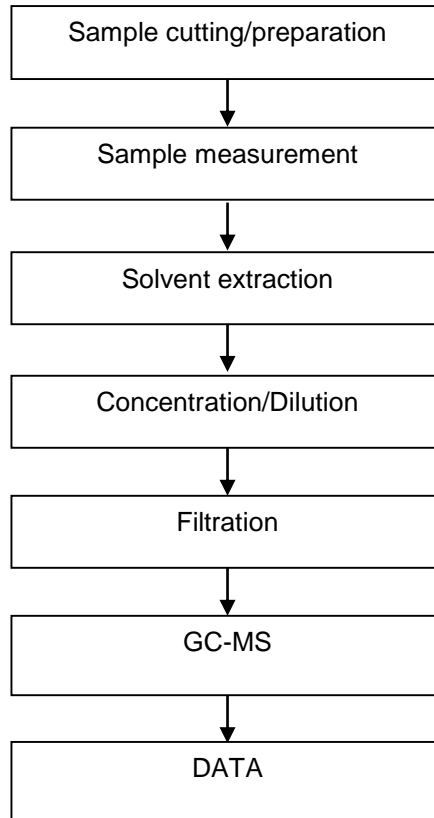 Sample cutting/preparation
Sample measurement
Solvent extraction
Concentration/Dilution
Filtration
GC-MS
DATA